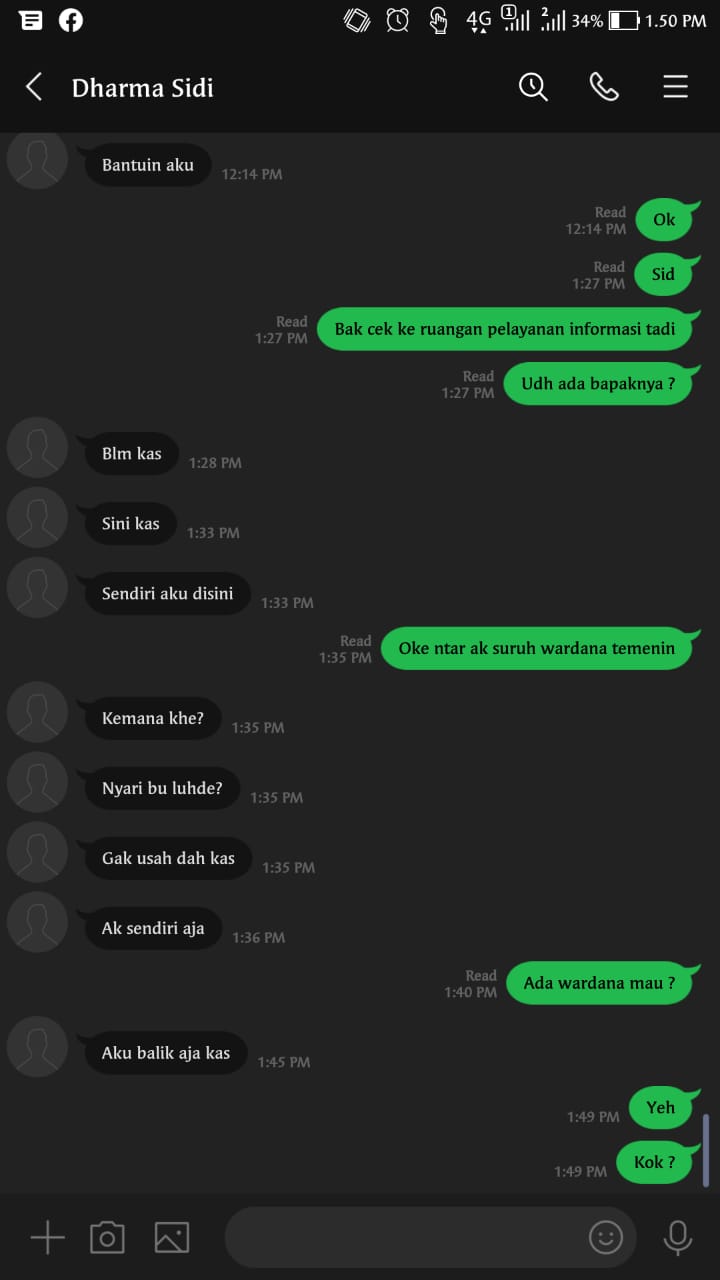 4G 1 2 34% 1.50 PM
Dharma Sidi
Bantuin aku
12:14 PM
Read
12:14 PM
Ok
Read
1:27 PM
Sid
Read
1:27 PM
Bak cek ke ruangan pelayanan informasi tadi
Read
1:27 PM
Udh ada bapaknya ?
Blm kas
1:28 PM
Sini kas
1:33 PM
Sendiri aku disini
1:33 PM
Read
1:35 PM
Oke ntar ak suruh wardana temenin
Kemana khe?
1:35 PM
Nyari bu luhde?
1:35 PM
Gak usah dah kas
1:35 PM
Ak sendiri aja
1:36 PM
Read
1:40 PM
Ada wardana mau ?
Aku balik aja kas
1:45 PM
1:49 PM
Yeh
1:49 PM
Kok ?